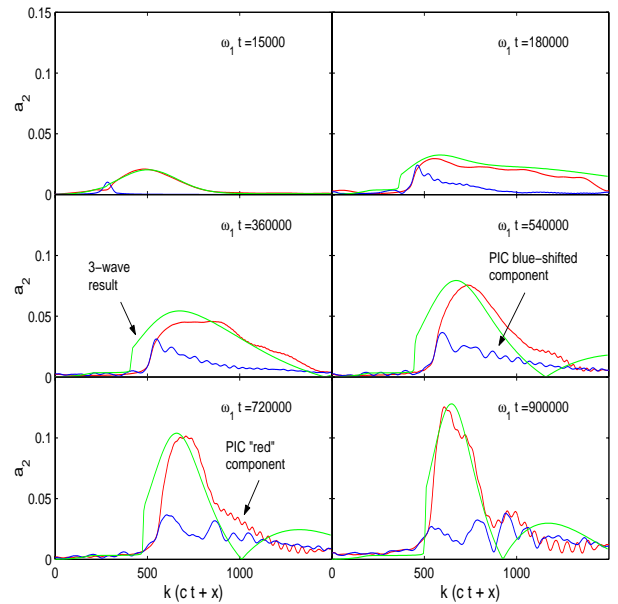 0.15
ω1 t =15000
ω1 t =180000
0.1
a2
0.05
0
ω1 t =360000
ω1 t =540000
3−wave
result
PIC blue−shifted
component
0.1
a2
0.05
0
ω1 t =720000
ω1 t =900000
PIC "red"
component
0.1
a2
0.05
0
0 500 1000 0 500 1000
k (c t + x) k (c t + x)